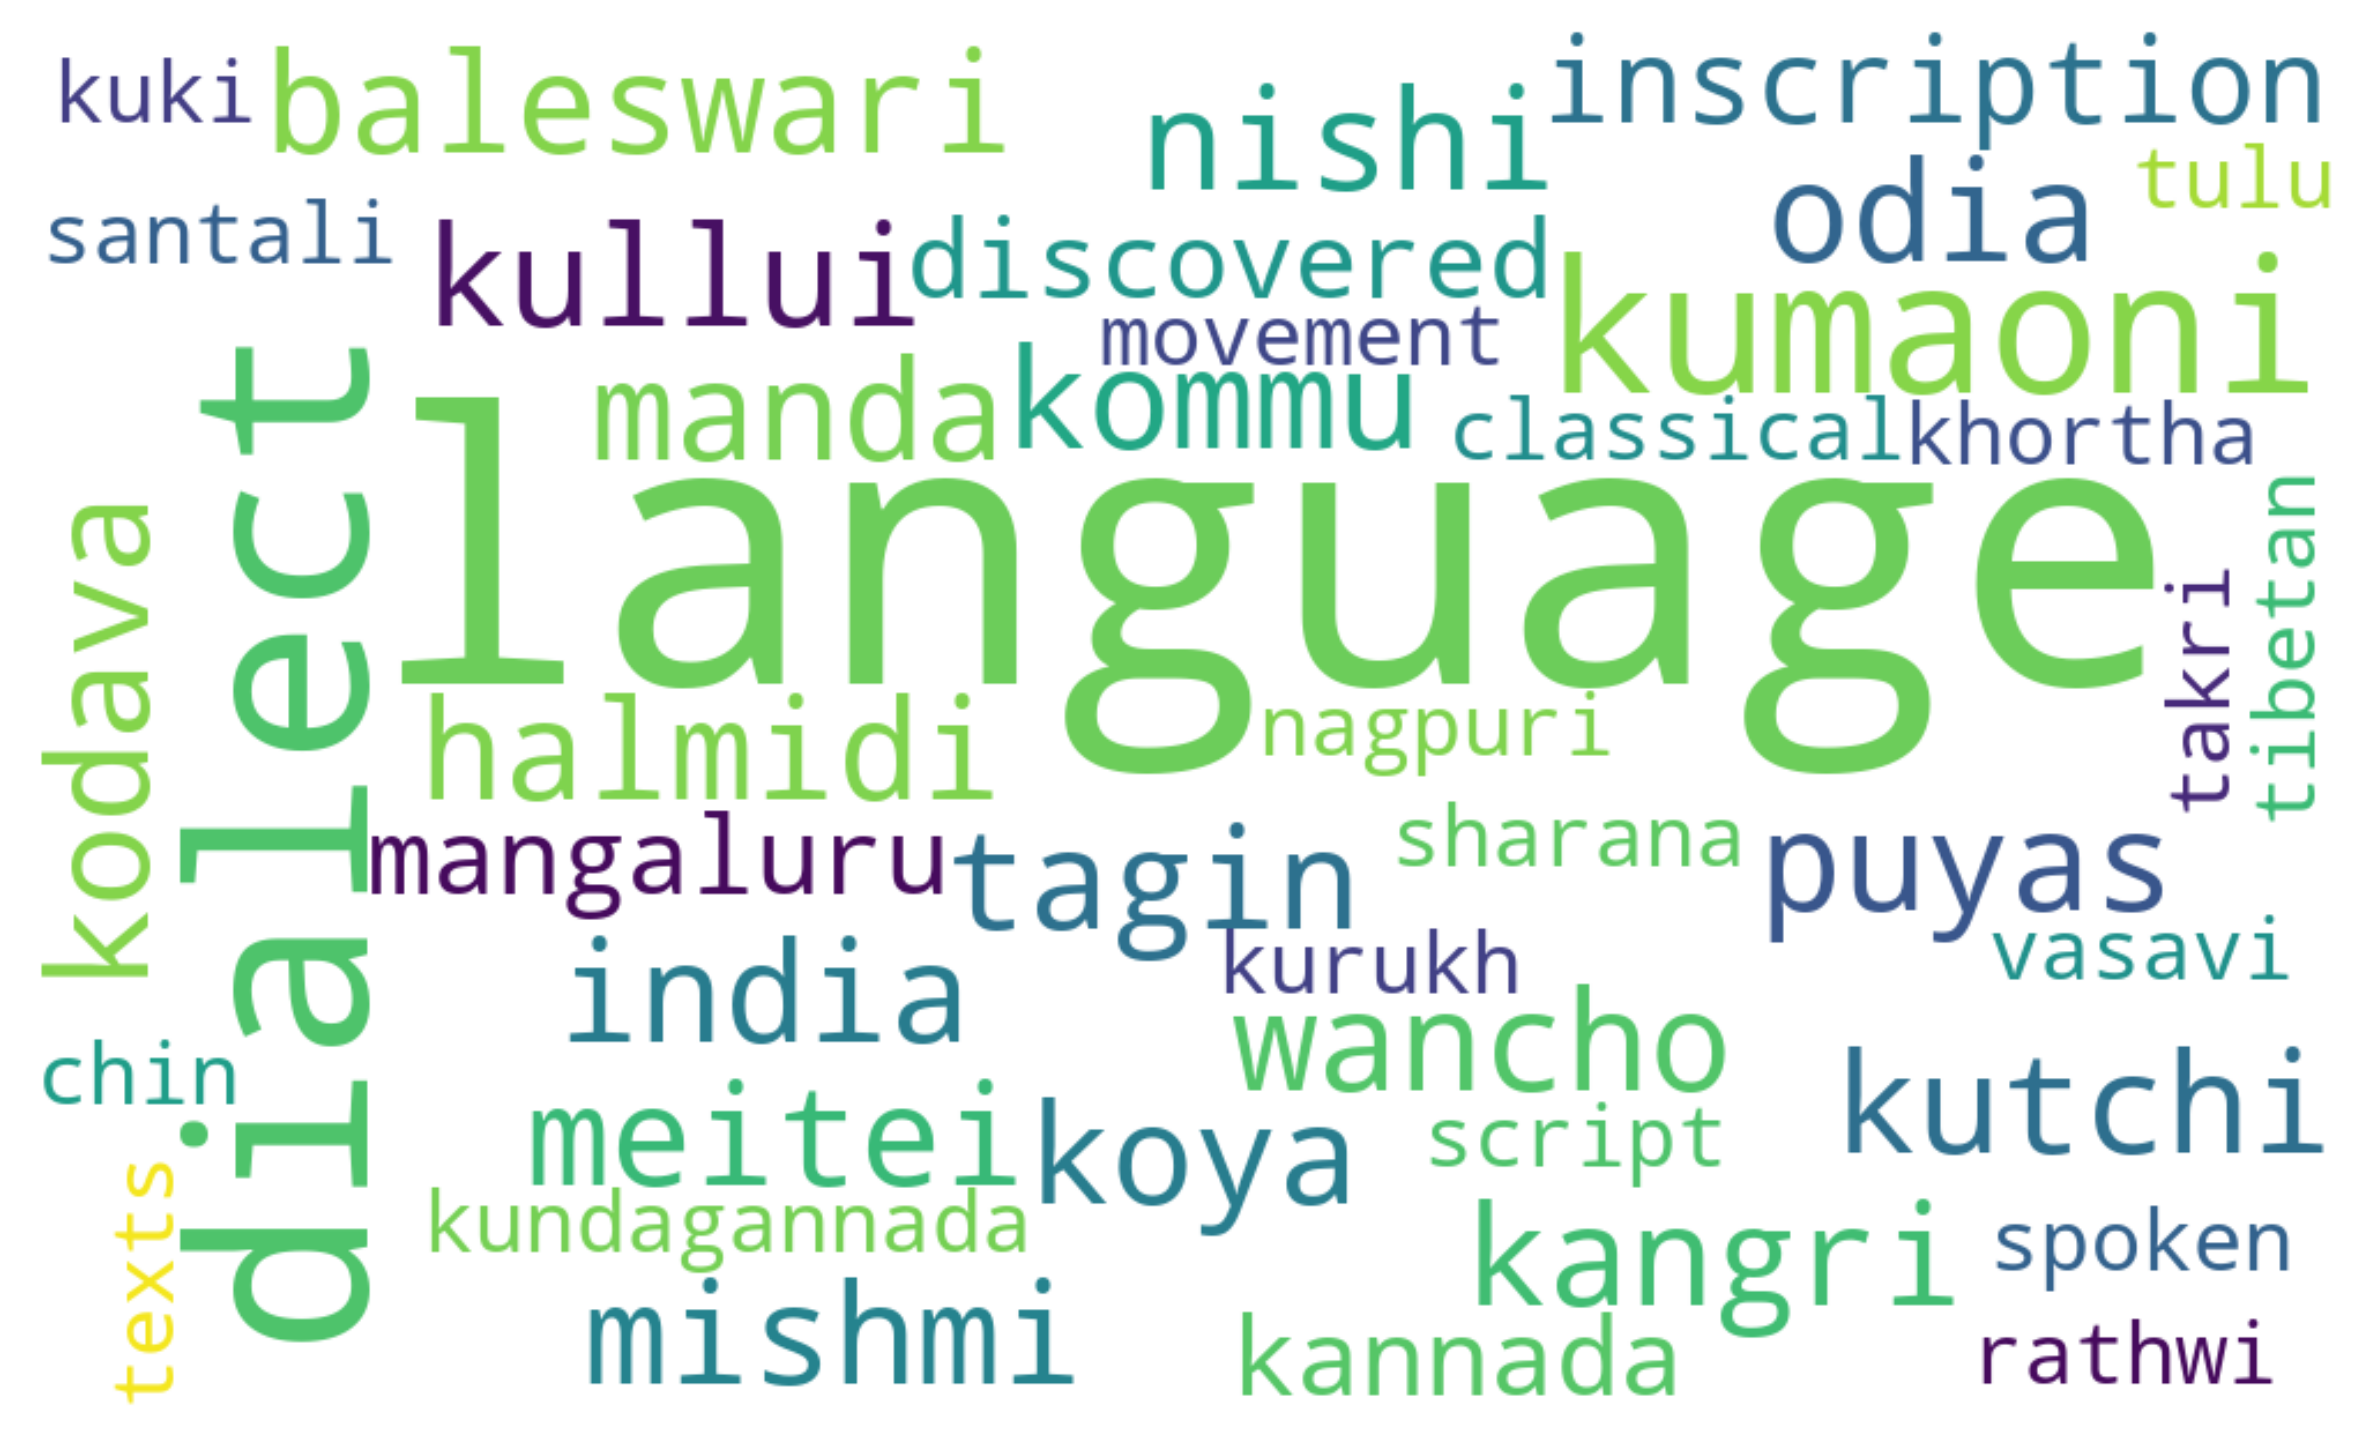 kuki baleswari nishi inscription
santali kullui discovered odia tulu
movement kumaoni
manda kommu classical khortha
language
dialect
kodava
takri
tibetan
halmidi nagpuri
mangaluru tagin sharana puyas
india kurukh vasavi
chin wancho
meitei koya script kutchi
texts
kundagannada kangri spoken
mishmi kannada rathwi